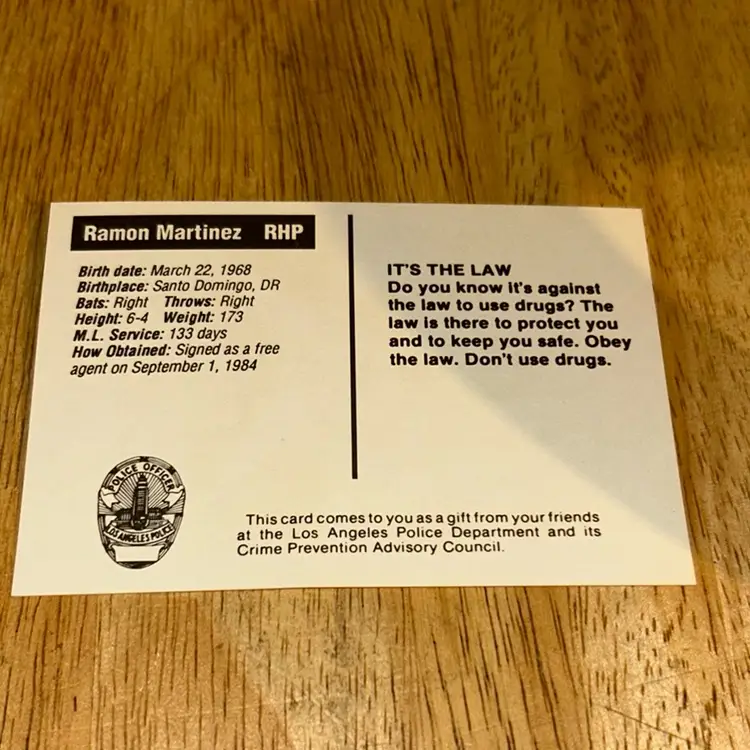 Ramon Martinez RHP
Birth date: March 22, 1968
Birthplace: Santo Domingo, DR
Bats: Right Throws: Right
Height: 6-4 Weight: 173
M.L. Service: 133 days
How Obtained: Signed as a free
agent on September 1, 1984
IT'S THE LAW
Do you know it's against
the law to use drugs? The
law is there to protect you
and to keep you safe. Obey
the law. Don't use drugs.
POLICE OFFICER
LOS ANGELES POLICE
This card comes to you as a gift from your friends
at the Los Angeles Police Department and its
Crime Prevention Advisory Council.